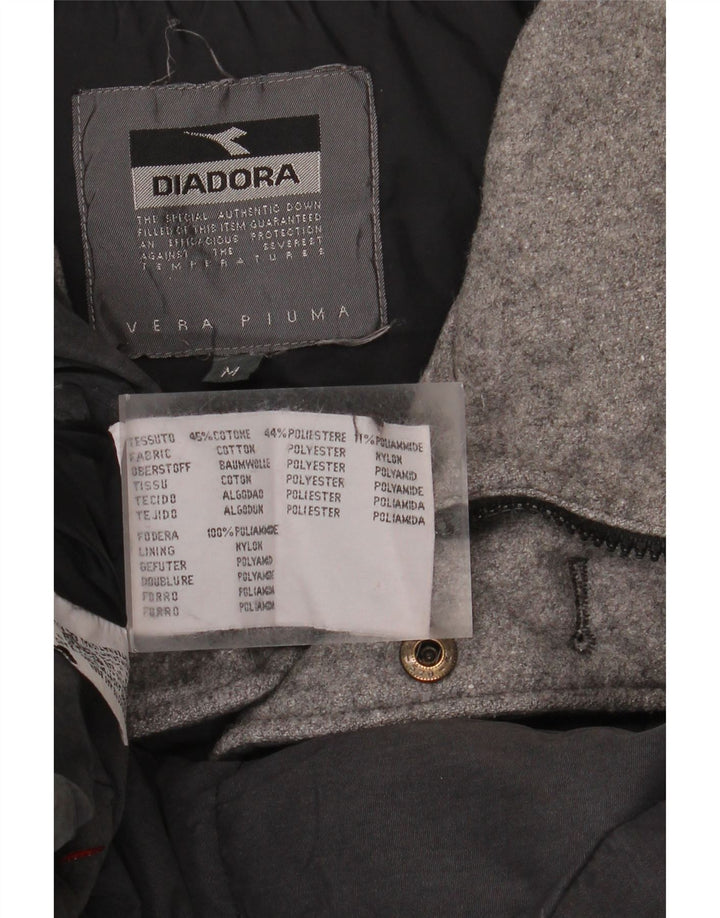 DIADORA
THE SPECIAL AUTHENTIC DOWN
FILLED OF THIS ITEM GUARANTEED
AN EFFICACIOUS PROTECTION
AGAINST THE SEVEREST
TEMPERATURES
VERA PIUMA
M
TESSUTO 45%COTONE 44%POLIESTERE 11%POLIAMMIDE
FABRIC COTTON POLYESTER NYLON
OBERSTOFF BAUMWOLLE POLYESTER POLYAMID
TISSU COTON POLYESTER POLYAMIDE
TECIDO ALGODAO POLIESTER POLIAMIDA
TEJIDO ALGODON POLIESTER POLIAMIDA
FODERA 100%POLIAMMIDE
LINING NYLON
GEFUTER POLYAMID
DOUBLURE POLYAMIDE
FORRO POLIAMIDA
FORRO POLIAMIDA